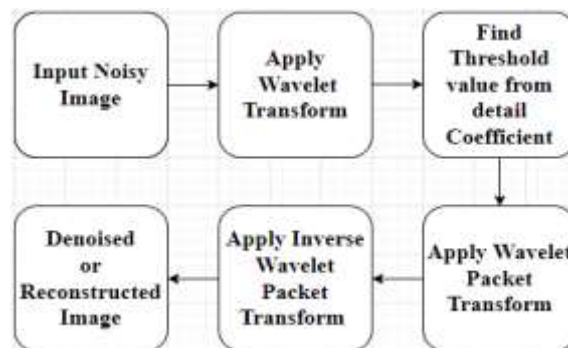 Input Noisy
Image
Apply
Wavelet
Transform
Find
Threshold
value from
detail
Coefficient
Denoised
or
Reconstructed
Image
Apply Inverse
Wavelet
Packet
Transform
Apply Wavelet
Packet
Transform